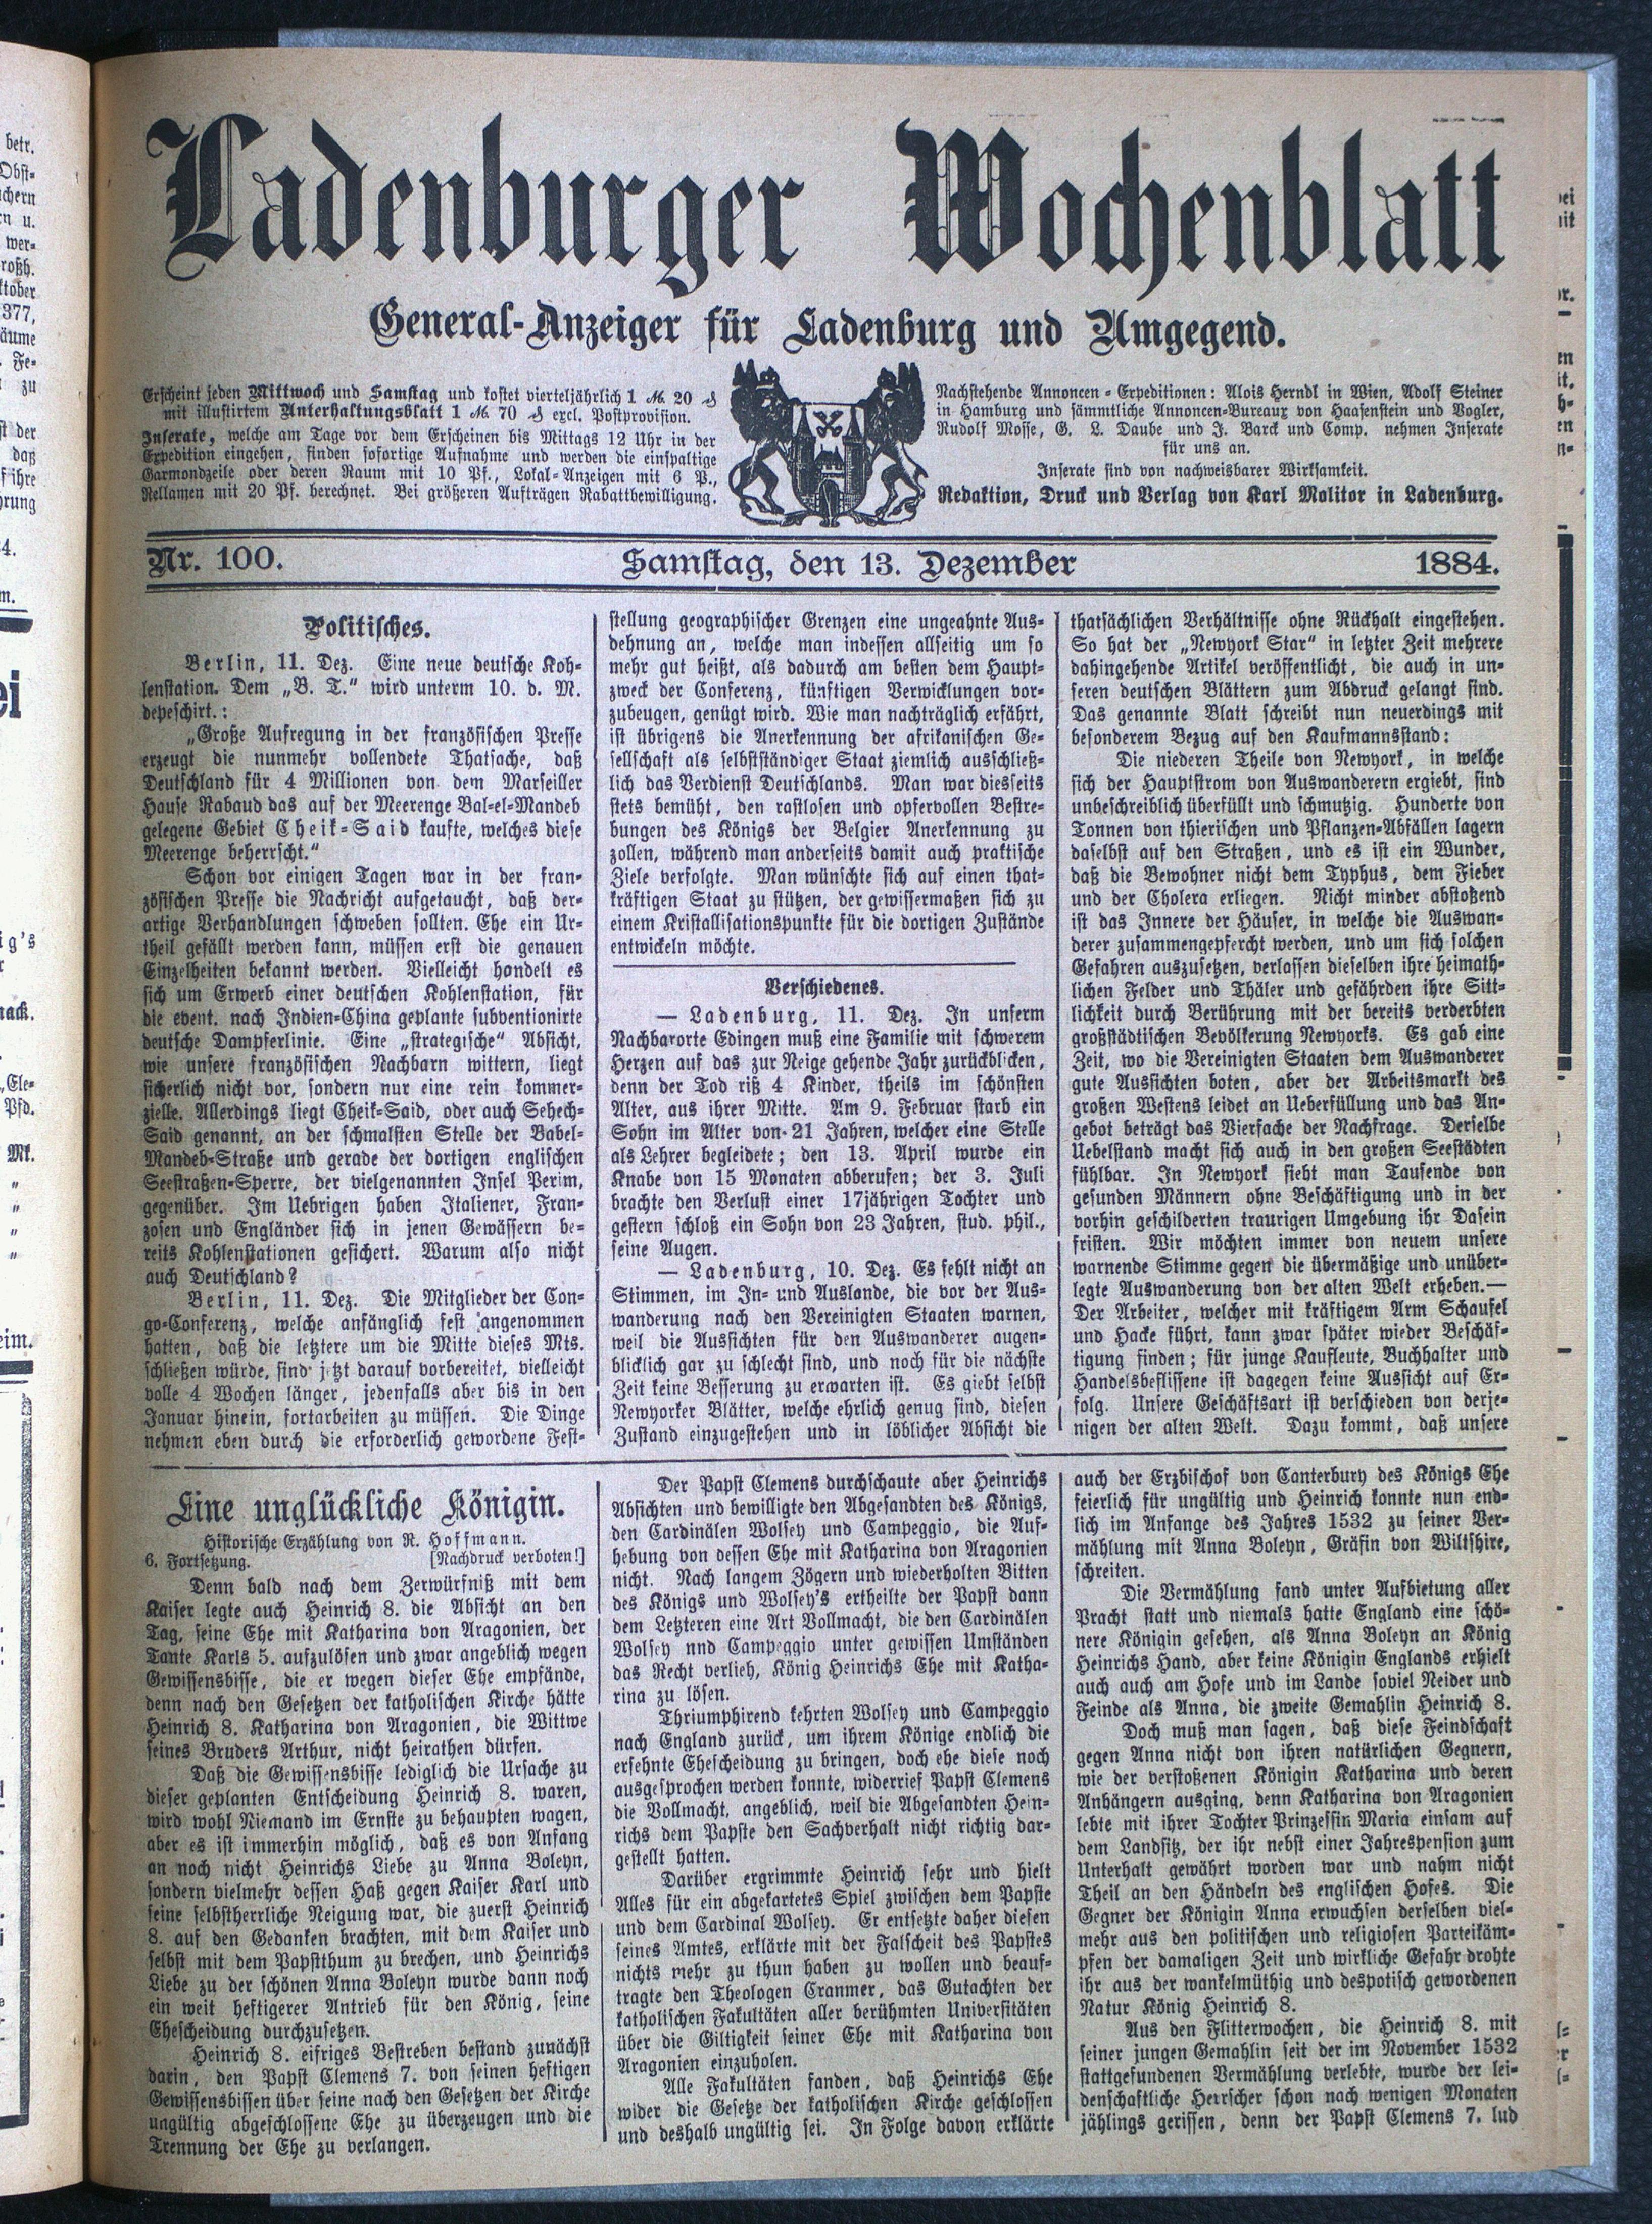 Ladenburger Wochenblatt
General-Anzeiger für Ladenburg und Umgegend.
Erscheint jeden Mittwoch und Samstag und kostet vierteljährlich 1 M. 20 ₰
mit illustirtem Unterhaltungsblatt 1 M. 70 ₰ excl. Postprovision.
Inserate, welche am Tage vor dem Erscheinen bis Mittags 12 Uhr in der
Expedition eingehen, finden sofortige Aufnahme und werden die einspaltige
Garmondzeile oder deren Raum mit 10 Pf., Lokal-Anzeigen mit 6 P.,
Reklamen mit 20 Pf. berechnet. Bei größeren Aufträgen Rabattbewilligung.
Nachstehende Annoncen-Expeditionen: Alois Herndl in Wien, Adolf Steiner
in Hamburg und sämmtliche Annoncen-Bureaux von Haasenstein und Vogler,
Rudolf Mosse, G. L. Daube und J. Barck und Comp. nehmen Inserate
für uns an.
Inserate sind von nachweisbarer Wirksamkeit.
Redaktion, Druck und Verlag von Karl Molitor in Ladenburg.
Nr. 100.
Samstag, den 13. Dezember
1884.
Politisches.
Berlin, 11. Dez. Eine neue deutsche Koh-
lenstation. Dem „B. T.“ wird unterm 10. d. M.
depeschirt.:
„Große Aufregung in der französischen Presse
erzeugt die nunmehr vollendete Thatsache, daß
Deutschland für 4 Millionen von dem Marseiller
Hause Rabaud das auf der Meerenge Bal-el-Mandeb
gelegene Gebiet Cheik-Said kaufte, welches diese
Meerenge beherrscht.“
Schon vor einigen Tagen war in der fran-
zösischen Presse die Nachricht aufgetaucht, daß der-
artige Verhandlungen schweben sollten. Ehe ein Ur-
theil gefällt werden kann, müssen erst die genauen
Einzelheiten bekannt werden. Vielleicht handelt es
sich um Erwerb einer deutschen Kohlenstation, für
die event. nach Indien-China geplante subventionirte
deutsche Dampferlinie. Eine „strategische“ Absicht,
wie unsere französischen Nachbarn wittern, liegt
sicherlich nicht vor, sondern nur eine rein kommer-
zielle. Allerdings liegt Cheik-Said, oder auch Sehech-
Said genannt, an der schmalsten Stelle der Babel-
Mandeb-Straße und gerade der dortigen englischen
Seestraßen-Sperre, der vielgenannten Insel Perim,
gegenüber. Im Uebrigen haben Italiener, Fran-
zosen und Engländer sich in jenen Gewässern be-
reits Kohlenstationen gesichert. Warum also nicht
auch Deutschland?
Berlin, 11. Dez. Die Mitglieder der Con-
go-Conferenz, welche anfänglich fest angenommen
hatten, daß die letztere um die Mitte dieses Mts.
schließen würde, sind jetzt darauf vorbereitet, vielleicht
volle 4 Wochen länger, jedenfalls aber bis in den
Januar hinein, fortarbeiten zu müssen. Die Dinge
nehmen eben durch die erforderlich gewordene Fest-
stellung geographischer Grenzen eine ungeahnte Aus-
dehnung an, welche man indessen allseitig um so
mehr gut heißt, als dadurch am besten dem Haupt-
zweck der Conferenz, künftigen Verwicklungen vor-
zubeugen, genügt wird. Wie man nachträglich erfährt,
ist übrigens die Anerkennung der afrikanischen Ge-
sellschaft als selbstständiger Staat ziemlich ausschließ-
lich das Verdienst Deutschlands. Man war diesseits
stets bemüht, den rastlosen und opfervollen Bestre-
bungen des Königs der Belgier Anerkennung zu
zollen, während man anderseits damit auch praktische
Ziele verfolgte. Man wünschte sich auf einen that-
kräftigen Staat zu stützen, der gewissermaßen sich zu
einem Kristallisationspunkte für die dortigen Zustände
entwickeln möchte.
Verschiedenes.
— Ladenburg, 11. Dez. In unserm
Nachbarorte Edingen muß eine Familie mit schwerem
Herzen auf das zur Neige gehende Jahr zurückblicken,
denn der Tod riß 4 Kinder, theils im schönsten
Alter, aus ihrer Mitte. Am 9. Februar starb ein
Sohn im Alter von 21 Jahren, welcher eine Stelle
als Lehrer begleidete; den 13. April wurde ein
Knabe von 15 Monaten abberufen; der 3. Juli
brachte den Verlust einer 17jährigen Tochter und
gestern schloß ein Sohn von 23 Jahren, stud. phil.,
seine Augen.
— Ladenburg, 10. Dez. Es fehlt nicht an
Stimmen, im In- und Auslande, die vor der Aus-
wanderung nach den Vereinigten Staaten warnen,
weil die Aussichten für den Auswanderer augen-
blicklich gar zu schlecht sind, und noch für die nächste
Zeit keine Besserung zu erwarten ist. Es giebt selbst
Newyorker Blätter, welche ehrlich genug sind, diesen
Zustand einzugestehen und in löblicher Absicht die
thatsächlichen Verhältnisse ohne Rückhalt eingestehen.
So hat der „Newyork Star“ in letzter Zeit mehrere
dahingehende Artikel veröffentlicht, die auch in un-
seren deutschen Blättern zum Abdruck gelangt sind.
Das genannte Blatt schreibt nun neuerdings mit
besonderem Bezug auf den Kaufmannsstand:
Die niederen Theile von Newyork, in welche
sich der Hauptstrom von Auswanderern ergiebt, sind
unbeschreiblich überfüllt und schmutzig. Hunderte von
Tonnen von thierischen und Pflanzen-Abfällen lagern
daselbst auf den Straßen, und es ist ein Wunder,
daß die Bewohner nicht dem Typhus, dem Fieber
und der Cholera erliegen. Nicht minder abstoßend
ist das Innere der Häuser, in welche die Auswan-
derer zusammengepfercht werden, und um sich solchen
Gefahren auszusetzen, verlassen dieselben ihre heimath-
lichen Felder und Thäler und gefährden ihre Sitt-
lichkeit durch Berührung mit der bereits verderbten
großstädtischen Bevölkerung Newyorks. Es gab eine
Zeit, wo die Vereinigten Staaten dem Auswanderer
gute Aussichten boten, aber der Arbeitsmarkt des
großen Westens leidet an Ueberfüllung und das An-
gebot beträgt das Vierfache der Nachfrage. Derselbe
Uebelstand macht sich auch in den großen Seestädten
fühlbar. In Newyork sieht man Tausende von
gesunden Männern ohne Beschäftigung und in der
vorhin geschilderten traurigen Umgebung ihr Dasein
fristen. Wir möchten immer von neuem unsere
warnende Stimme gegen die übermäßige und unüber-
legte Auswanderung von der alten Welt erheben.—
Der Arbeiter, welcher mit kräftigem Arm Schaufel
und Hacke führt, kann zwar später wieder Beschäf-
tigung finden; für junge Kaufleute, Buchhalter und
Handelsbeflissene ist dagegen keine Aussicht auf Er-
folg. Unsere Geschäftsart ist verschieden von derje-
nigen der alten Welt. Dazu kommt, daß unsere
Eine unglückliche Königin.
Historische Erzählung von R. Hoffmann.
6. Fortsetzung. [Nachdruck verboten!]
Denn bald nach dem Zerwürfniß mit dem
Kaiser legte auch Heinrich 8. die Absicht an den
Tag, seine Ehe mit Katharina von Aragonien, der
Tante Karls 5. aufzulösen und zwar angeblich wegen
Gewissensbisse, die er wegen dieser Ehe empfände,
denn nach den Gesetzen der katholischen Kirche hätte
Heinrich 8. Katharina von Aragonien, die Wittwe
seines Bruders Arthur, nicht heirathen dürfen.
Daß die Gewissensbisse lediglich die Ursache zu
dieser geplanten Entscheidung Heinrich 8. waren,
wird wohl Niemand im Ernste zu behaupten wagen,
aber es ist immerhin möglich, daß es von Anfang
an noch nicht Heinrichs Liebe zu Anna Boleyn,
sondern vielmehr dessen Haß gegen Kaiser Karl und
seine selbstherrliche Neigung war, die zuerst Heinrich
8. auf den Gedanken brachten, mit dem Kaiser und
selbst mit dem Papstthum zu brechen, und Heinrichs
Liebe zu der schönen Anna Boleyn wurde dann noch
ein weit heftigerer Antrieb für den König, seine
Ehescheidung durchzusetzen.
Heinrich 8. eifriges Bestreben bestand zunächst
darin, den Papst Clemens 7. von seinen heftigen
Gewissensbissen über seine nach den Gesetzen der Kirche
ungültig abgeschlossene Ehe zu überzeugen und die
Trennung der Ehe zu verlangen.
Der Papst Clemens durchschaute aber Heinrichs
Absichten und bewilligte den Abgesandten des Königs,
den Cardinälen Wolsey und Campeggio, die Auf-
hebung von dessen Ehe mit Katharina von Aragonien
nicht. Nach langem Zögern und wiederholten Bitten
des Königs und Wolsey's ertheilte der Papst dann
dem Letzteren eine Art Vollmacht, die den Cardinälen
Wolsey nnd Campeggio unter gewissen Umständen
das Recht verlieh, König Heinrichs Ehe mit Katha-
rina zu lösen.
Thriumphirend kehrten Wolsey und Campeggio
nach England zurück, um ihrem Könige endlich die
ersehnte Ehescheidung zu bringen, doch ehe diese noch
ausgesprochen werden konnte, widerrief Papst Clemens
die Vollmacht, angeblich, weil die Abgesandten Hein-
richs dem Papste den Sachverhalt nicht richtig dar-
gestellt hatten.
Darüber ergrimmte Heinrich sehr und hielt
Alles für ein abgekartetes Spiel zwischen dem Papste
und dem Cardinal Wolsey. Er entsetzte daher diesen
seines Amtes, erklärte mit der Falscheit des Papstes
nichts mehr zu thun haben zu wollen und beauf-
tragte den Theologen Cranmer, das Gutachten der
katholischen Fakultäten aller berühmten Universitäten
über die Giltigkeit seiner Ehe mit Katharina von
Aragonien einzuholen.
Alle Fakultäten fanden, daß Heinrichs Ehe
wider die Gesetze der katholischen Kirche geschlossen
und deshalb ungültig sei. In Folge davon erklärte
auch der Erzbischof von Canterbury des Königs Ehe
feierlich für ungültig und Heinrich konnte nun end-
lich im Anfange des Jahres 1532 zu seiner Ver-
mählung mit Anna Boleyn, Gräfin von Wiltshire,
schreiten.
Die Vermählung fand unter Aufbietung aller
Pracht statt und niemals hatte England eine schö-
nere Königin gesehen, als Anna Boleyn an König
Heinrichs Hand, aber keine Königin Englands erhielt
auch auch am Hofe und im Lande soviel Neider und
Feinde als Anna, die zweite Gemahlin Heinrich 8.
Doch muß man sagen, daß diese Feindschaft
gegen Anna nicht von ihren natürlichen Gegnern,
wie der verstoßenen Königin Katharina und deren
Anhängern ausging, denn Katharina von Aragonien
lebte mit ihrer Tochter Prinzessin Maria einsam auf
dem Landsitz, der ihr nebst einer Jahrespension zum
Unterhalt gewährt worden war und nahm nicht
Theil an den Händeln des englischen Hofes. Die
Gegner der Königin Anna erwuchsen derselben viel-
mehr aus den politischen und religiosen Parteikäm-
pfen der damaligen Zeit und wirkliche Gefahr drohte
ihr aus der wankelmüthig und despotisch gewordenen
Natur König Heinrich 8.
Aus den Flitterwochen, die Heinrich 8. mit
seiner jungen Gemahlin seit der im November 1532
stattgefundenen Vermählung verlebte, wurde der lei-
denschaftliche Herrscher schon nach wenigen Monaten
jählings gerissen, denn der Papst Clemens 7. lud